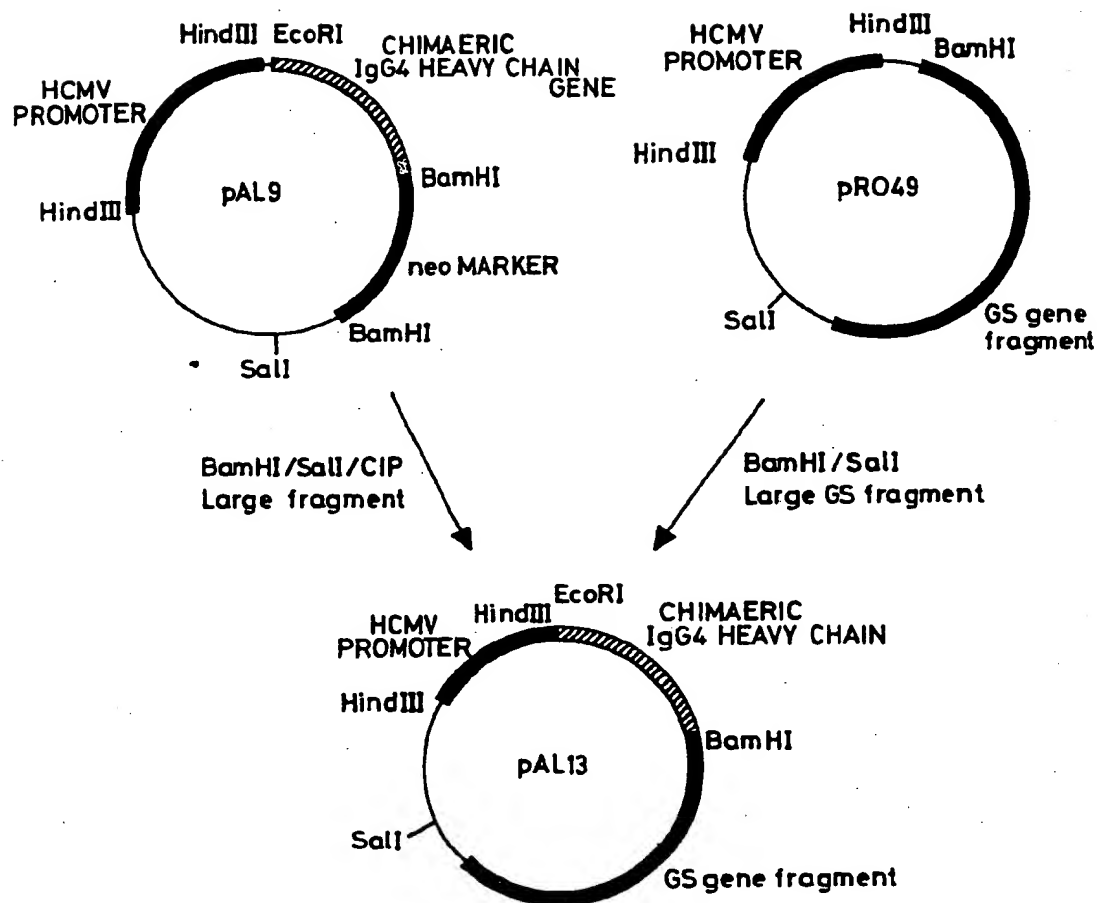 HindIII EcoRI
CHIMAERIC
IgG4 HEAVY CHAIN
GENE
HCMV
PROMOTER
BamHI
HindIII
pAL9
neo MARKER
BamHI
SalI
HCMV
PROMOTER
HindIII
BamHI
HindIII
pRO49
SalI
GS gene
fragment
BamHI/SalI/CIP
Large fragment
BamHI/SalI
Large GS fragment
EcoRI
HindIII
CHIMAERIC
IgG4 HEAVY CHAIN
HCMV
PROMOTER
HindIII
BamHI
pAL13
SalI
GS gene fragment